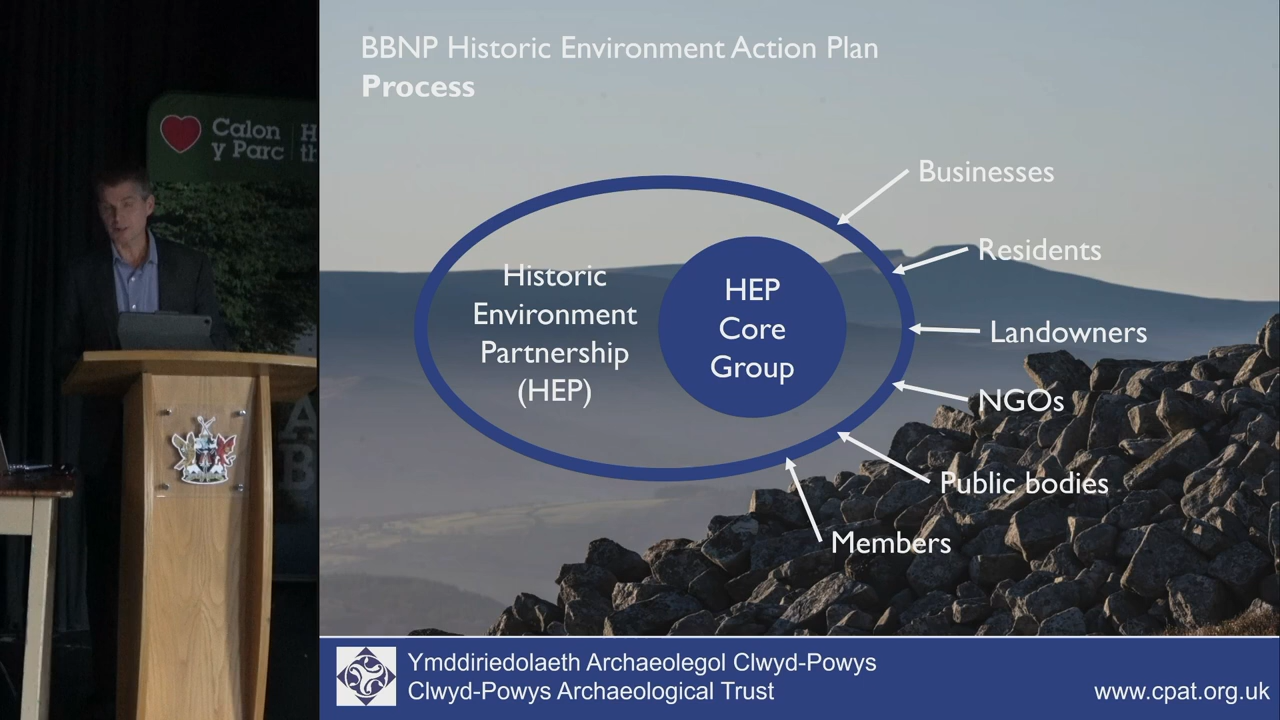 BBNP Historic Environment Action Plan
Process
Calon
y Parc
Businesses
Residents
Landowners
NGOs
Public bodies
Members
Historic
Environment
Partnership
(HEP)
HEP
Core
Group
Ymddiriedolaeth Archaeolegol Clwyd-Powys
Clwyd-Powys Archaeological Trust
www.cpat.org.uk